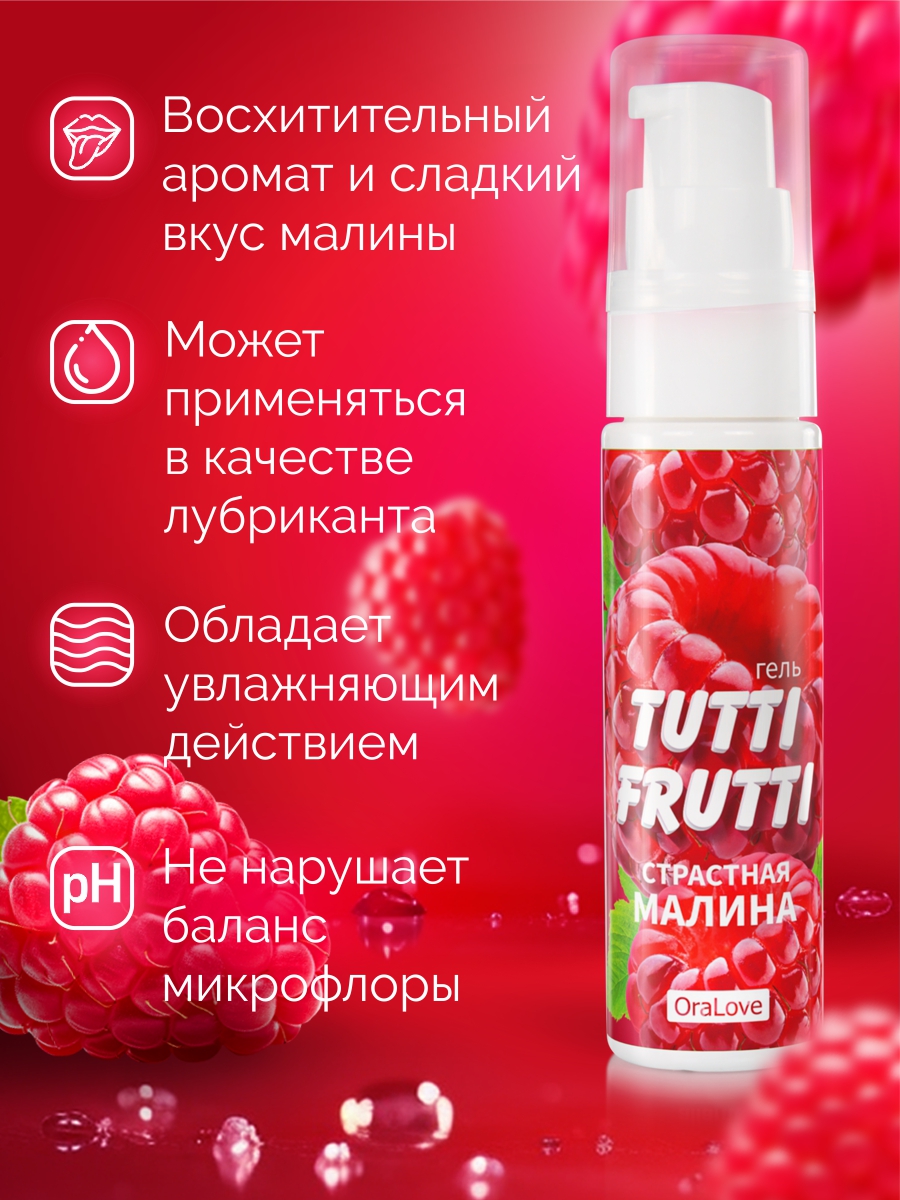 Восхитительный
аромат и сладкий
вкус малины
Может
применяться
в качестве
лубриканта
Обладает
увлажняющим
действием
pH
Не нарушает
баланс
микрофлоры
гель
TUTTI
FRUTTI
СТРАСТНАЯ
МАЛИНА
OraLove